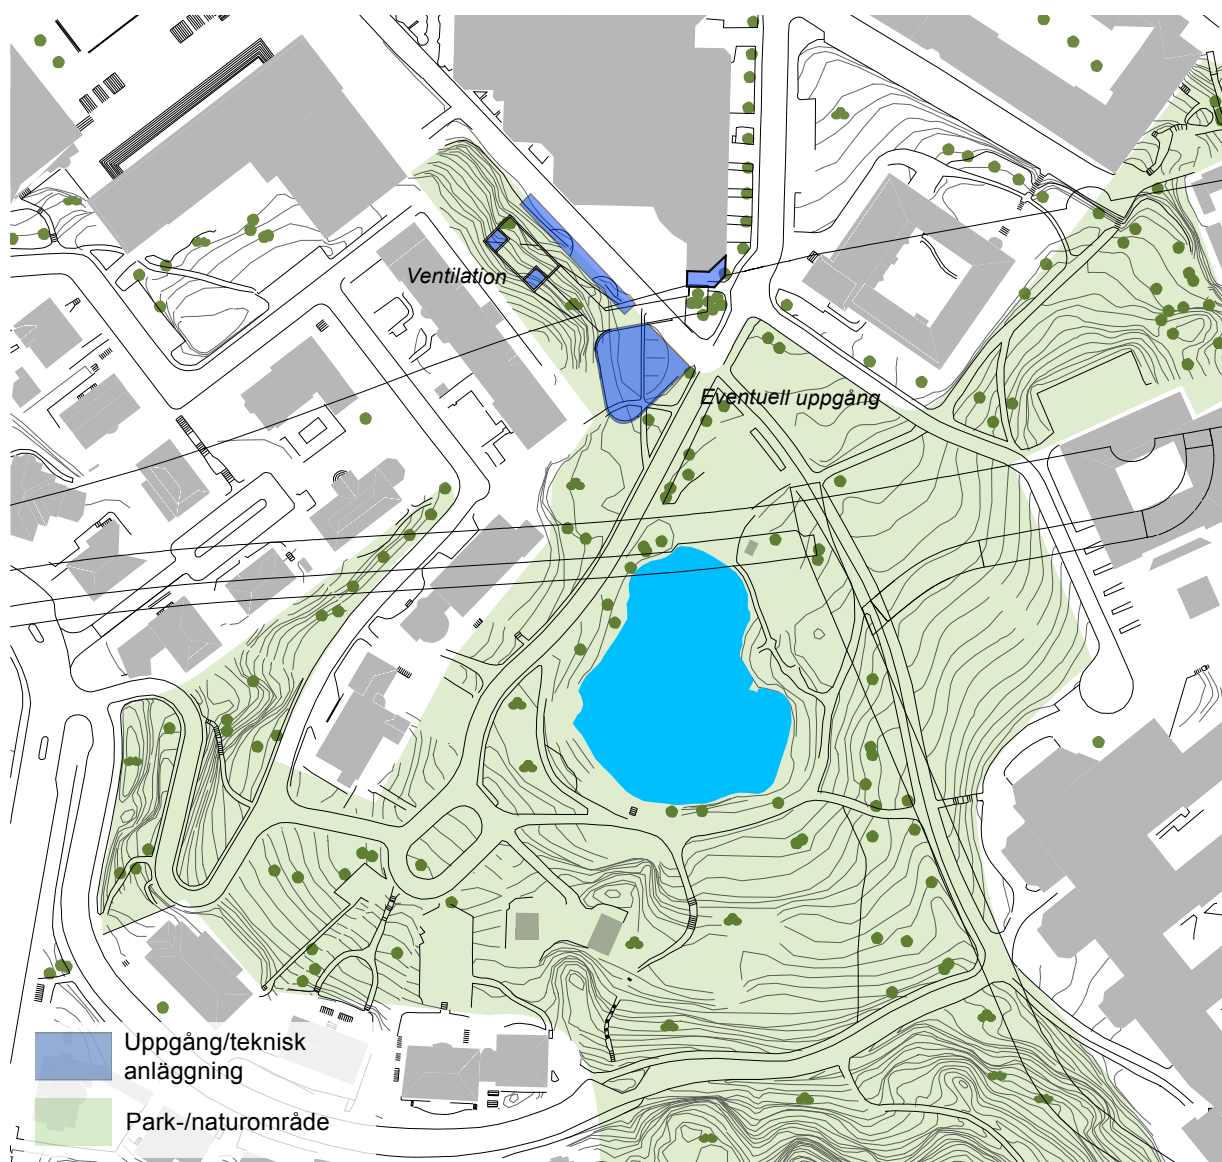 Ventilation
Eventuell uppgång
Uppgång/teknisk
anläggning
Park-/naturområde